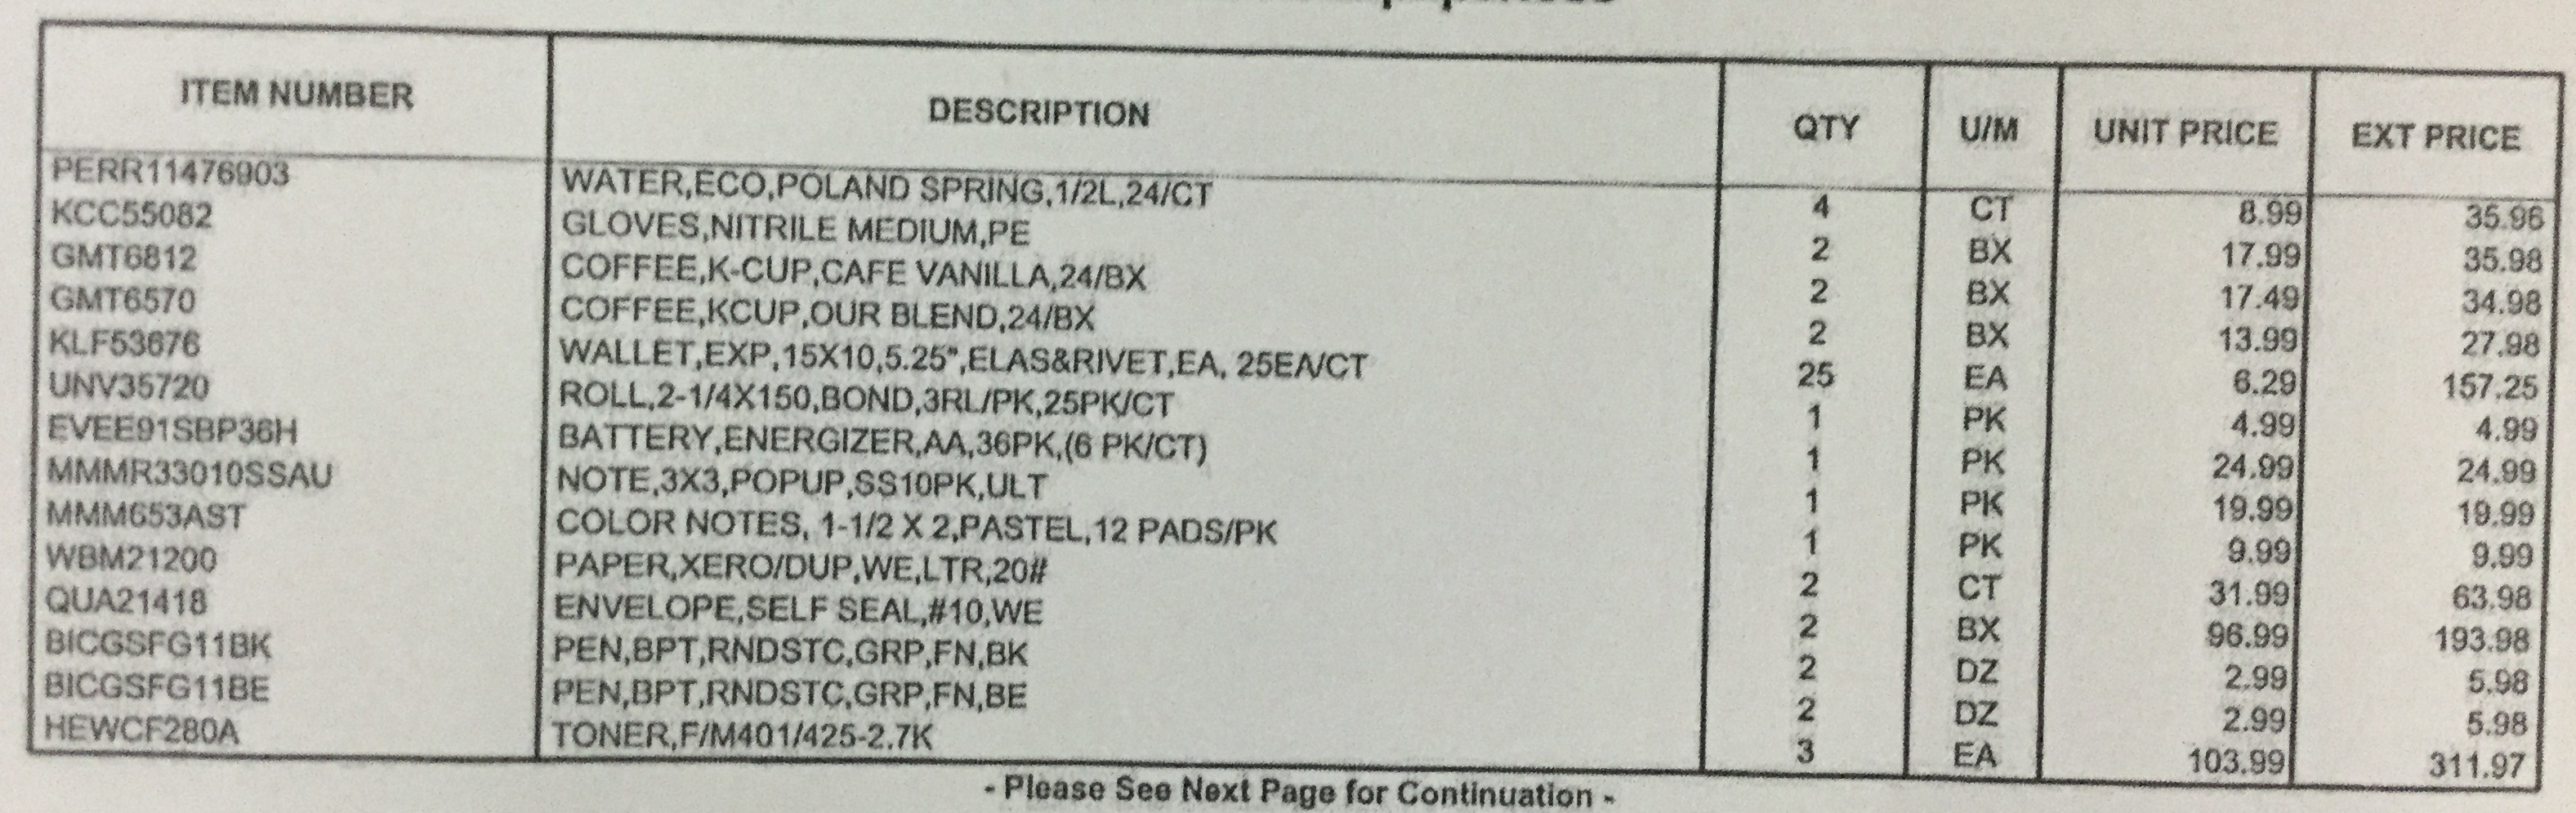 ITEM NUMBER DESCRIPTION QTY U/M UNIT PRICE EXT PRICE
PERR11476903 WATER,ECO,POLAND SPRING,1/2L,24/CT 4 CT 8.99 35.96
KCC55082 GLOVES,NITRILE MEDIUM,PE 2 BX 17.99 35.98
GMT6812 COFFEE,K-CUP,CAFE VANILLA,24/BX 2 BX 17.49 34.98
GMT6570 COFFEE,KCUP,OUR BLEND,24/BX 2 BX 13.99 27.98
KLF53676 WALLET,EXP,15X10,5.25",ELAS&RIVET,EA, 25EA/CT 25 EA 6.29 157.25
UNV35720 ROLL,2-1/4X150,BOND,3RL/PK,25PK/CT 1 PK 4.99 4.99
EVEE91SBP36H BATTERY,ENERGIZER,AA,36PK,(6 PK/CT) 1 PK 24.99 24.99
MMMR33010SSAU NOTE,3X3,POPUP,SS10PK,ULT 1 PK 19.99 19.99
MMM653AST COLOR NOTES, 1-1/2 X 2,PASTEL,12 PADS/PK 1 PK 9.99 9.99
WBM21200 PAPER,XERO/DUP,WE,LTR,20# 2 CT 31.99 63.98
QUA21418 ENVELOPE,SELF SEAL,#10,WE 2 BX 96.99 193.98
BICGSFG11BK PEN,BPT,RNDSTC,GRP,FN,BK 2 DZ 2.99 5.98
BICGSFG11BE PEN,BPT,RNDSTC,GRP,FN,BE 2 DZ 2.99 5.98
HEWCF280A TONER,F/M401/425-2.7K 3 EA 103.99 311.97
- Please See Next Page for Continuation -